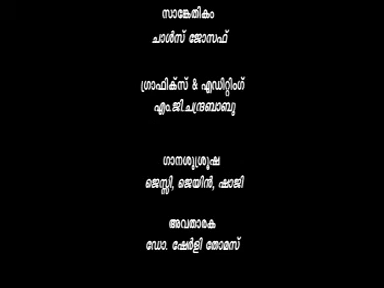 സാങ്കേതികം
ചാൾസ് ജോസഫ്
ഗ്രാഫിക്സ് & എഡിറ്റിംഗ്
എം.ജി.ചന്ദ്രബാബു
ഗാനശുശ്രൂഷ
ജെസ്സി, ജെയിൻ, ഷാജി
അവതാരക
ഡോ. ഷേർളി തോമസ്